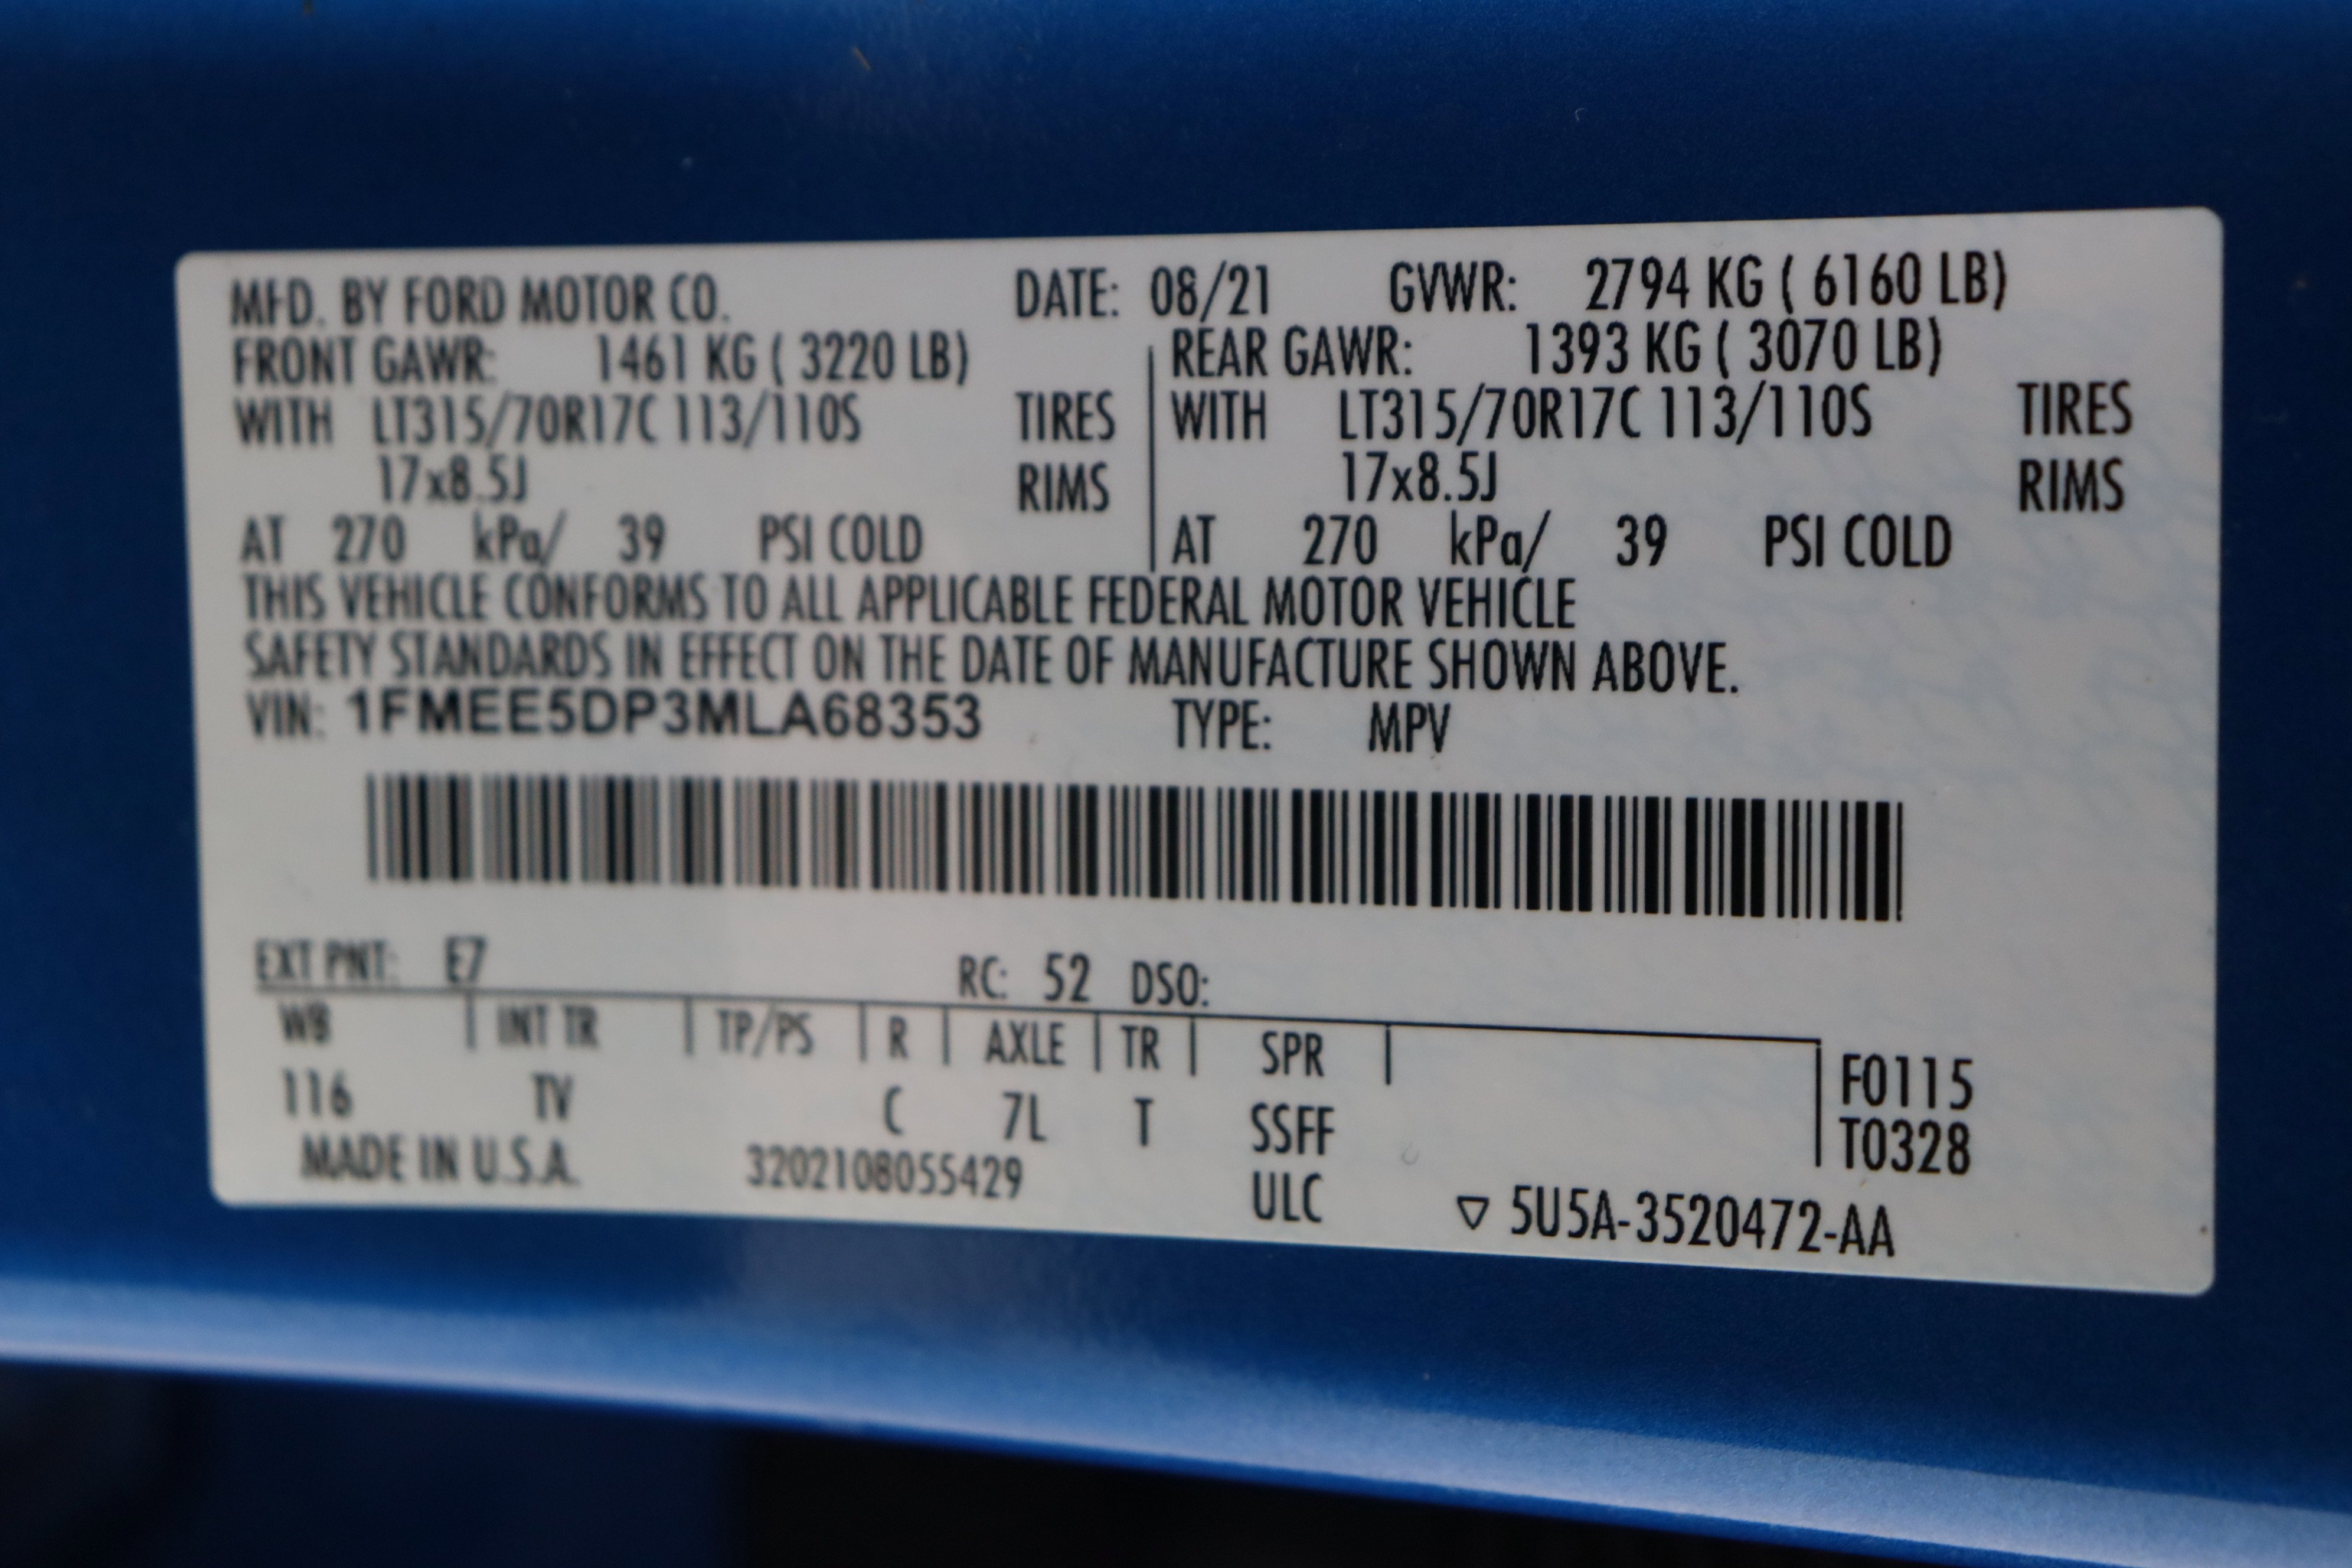 MFD. BY FORD MOTOR CO. DATE: 08/21 GVWR: 2794 KG ( 6160 LB)
FRONT GAWR: 1461 KG ( 3220 LB) REAR GAWR: 1393 KG ( 3070 LB)
WITH LT315/70R17C 113/110S TIRES WITH LT315/70R17C 113/110S TIRES
17x8.5J RIMS 17x8.5J RIMS
AT 270 kPa/ 39 PSI COLD AT 270 kPa/ 39 PSI COLD
THIS VEHICLE CONFORMS TO ALL APPLICABLE FEDERAL MOTOR VEHICLE
SAFETY STANDARDS IN EFFECT ON THE DATE OF MANUFACTURE SHOWN ABOVE.
VIN: 1FMEE5DP3MLA68353 TYPE: MPV
EXT PNT: E7 RC: 52 DSO:
WB INT TR TP/PS R AXLE TR SPR
F0115
116 TV C 7L T SSFF
T0328
MADE IN U.S.A. 3202108055429 ULC ▽ 5U5A-3520472-AA